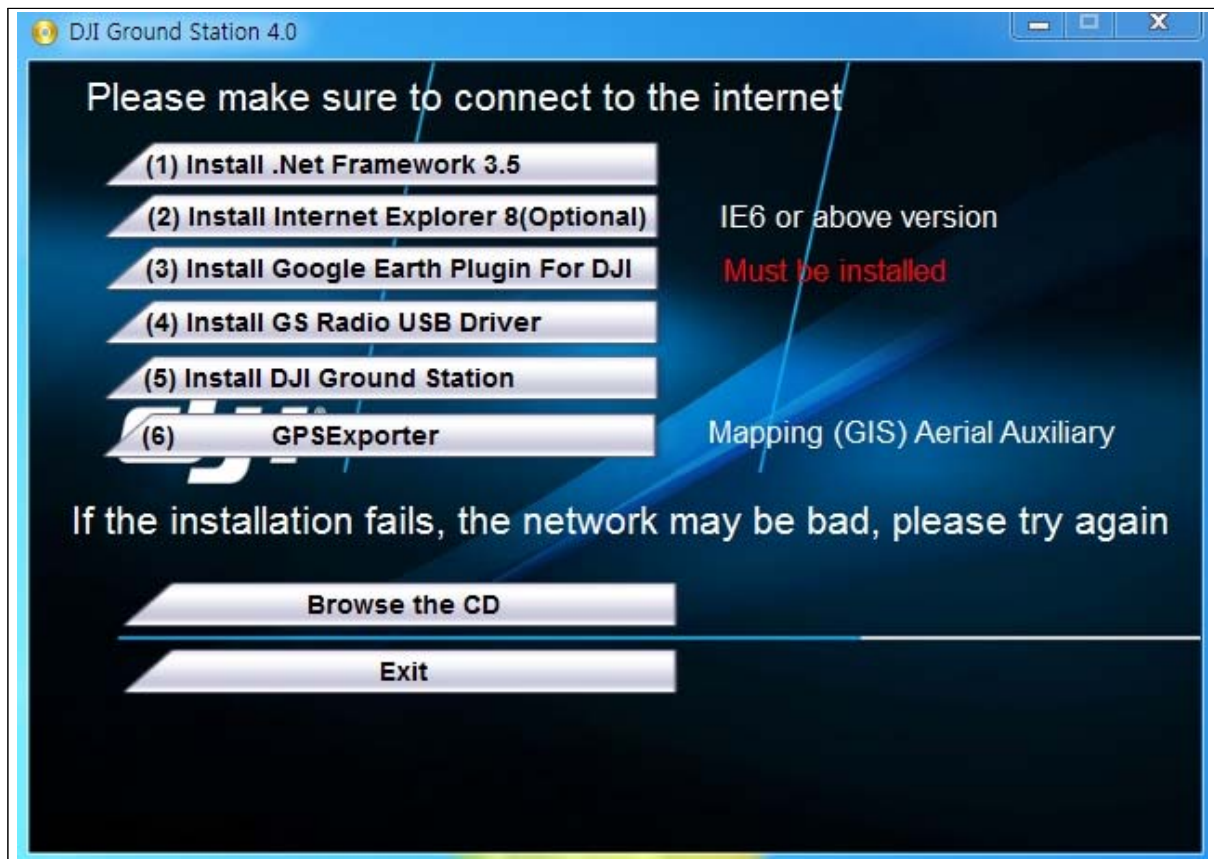 DJI Ground Station 4.0
Please make sure to connect to the internet
(1) Install .Net Framework 3.5
(2) Install Internet Explorer 8(Optional) IE6 or above version
(3) Install Google Earth Plugin For DJI Must be installed
(4) Install GS Radio USB Driver
(5) Install DJI Ground Station
(6) GPSExporter Mapping (GIS) Aerial Auxiliary
If the installation fails, the network may be bad, please try again
Browse the CD
Exit